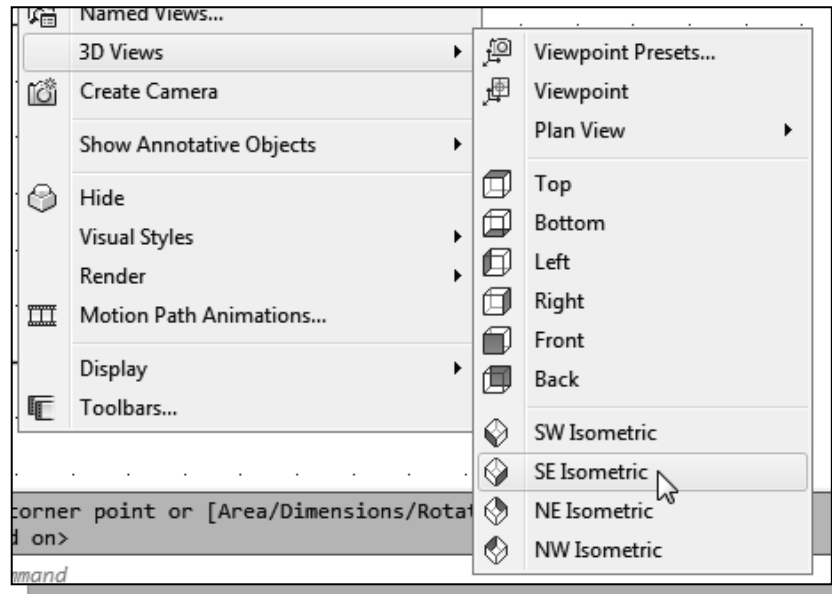 Named Views...
3D Views
Create Camera
Show Annotative Objects
Hide
Visual Styles
Render
Motion Path Animations...
Display
Toolbars...
Viewpoint Presets...
Viewpoint
Plan View
Top
Bottom
Left
Right
Front
Back
SW Isometric
SE Isometric
NE Isometric
NW Isometric
corner point or [Area/Dimensions/Rotat
d on>
mmand